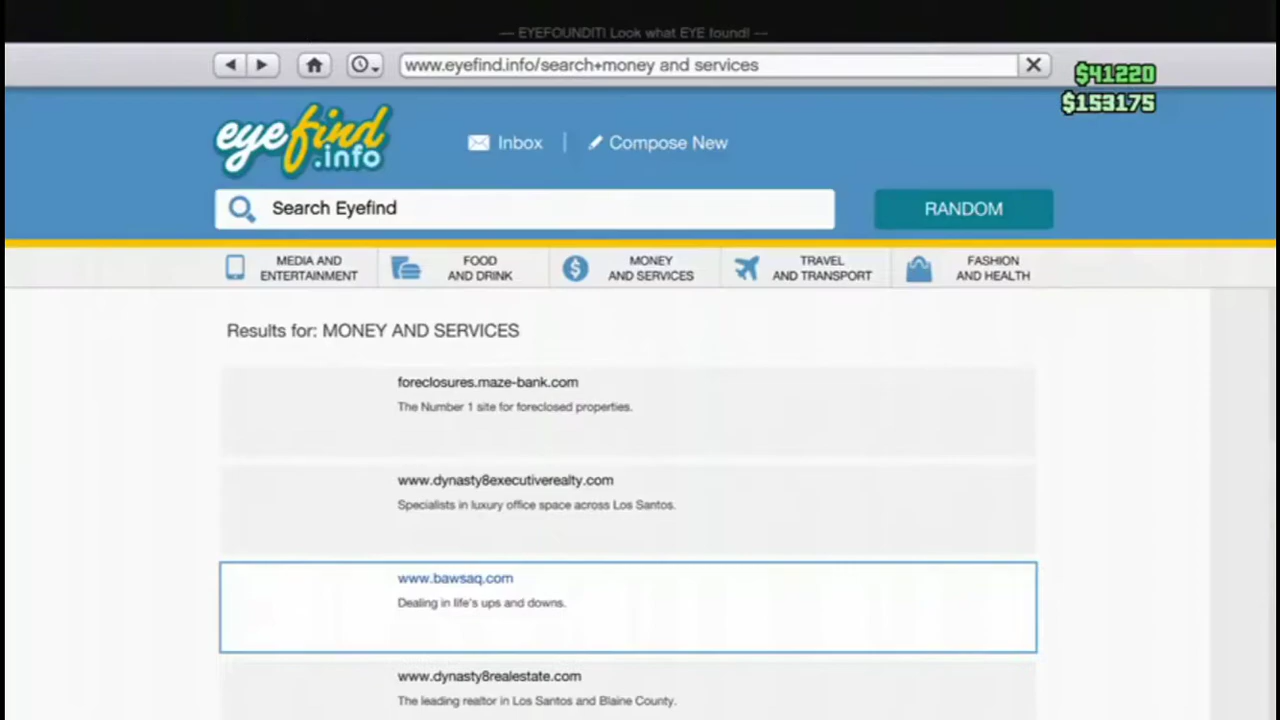 — EYEFOUNDIT! Look what EYE found! —
www.eyefind.info/search+money and services
$41220
$153175
eyefind
.info
Inbox
Compose New
Search Eyefind
RANDOM
MEDIA AND
ENTERTAINMENT
FOOD
AND DRINK
MONEY
AND SERVICES
TRAVEL
AND TRANSPORT
FASHION
AND HEALTH
Results for: MONEY AND SERVICES
foreclosures.maze-bank.com
The Number 1 site for foreclosed properties.
www.dynasty8executiverealty.com
Specialists in luxury office space across Los Santos.
www.bawsaq.com
Dealing in life's ups and downs.
www.dynasty8realestate.com
The leading realtor in Los Santos and Blaine County.